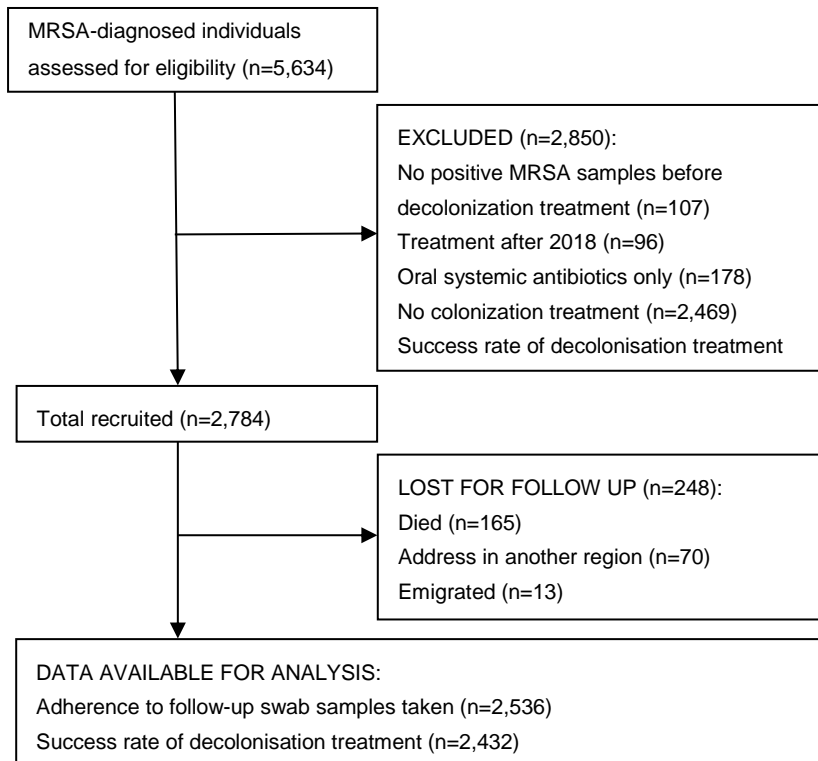 MRSA-diagnosed individuals
assessed for eligibility (n=5,634)
EXCLUDED (n=2,850):
No positive MRSA samples before
decolonization treatment (n=107)
Treatment after 2018 (n=96)
Oral systemic antibiotics only (n=178)
No colonization treatment (n=2,469)
Success rate of decolonisation treatment
Total recruited (n=2,784)
LOST FOR FOLLOW UP (n=248):
Died (n=165)
Address in another region (n=70)
Emigrated (n=13)
DATA AVAILABLE FOR ANALYSIS:
Adherence to follow-up swab samples taken (n=2,536)
Success rate of decolonisation treatment (n=2,432)